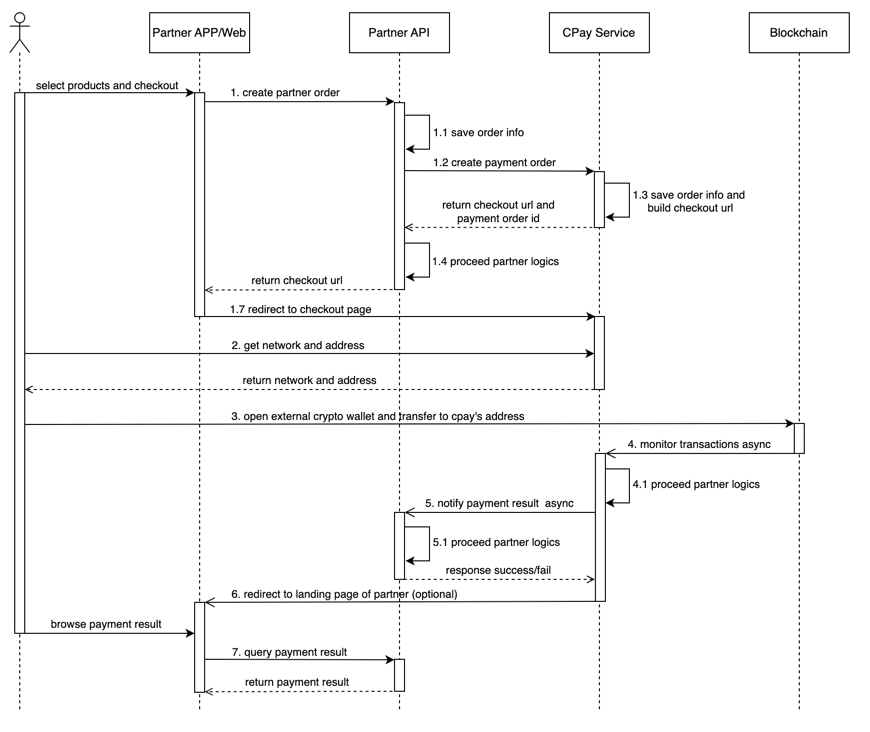 Partner APP/Web
Partner API
CPay Service
Blockchain
select products and checkout
1. create partner order
1.1 save order info
1.2 create payment order
1.3 save order info and
build checkout url
return checkout url and
payment order id
1.4 proceed partner logics
return checkout url
1.7 redirect to checkout page
2. get network and address
return network and address
3. open external crypto wallet and transfer to cpay's address
4. monitor transactions async
4.1 proceed partner logics
5. notify payment result  async
5.1 proceed partner logics
response success/fail
6. redirect to landing page of partner (optional)
browse payment result
7. query payment result
return payment result